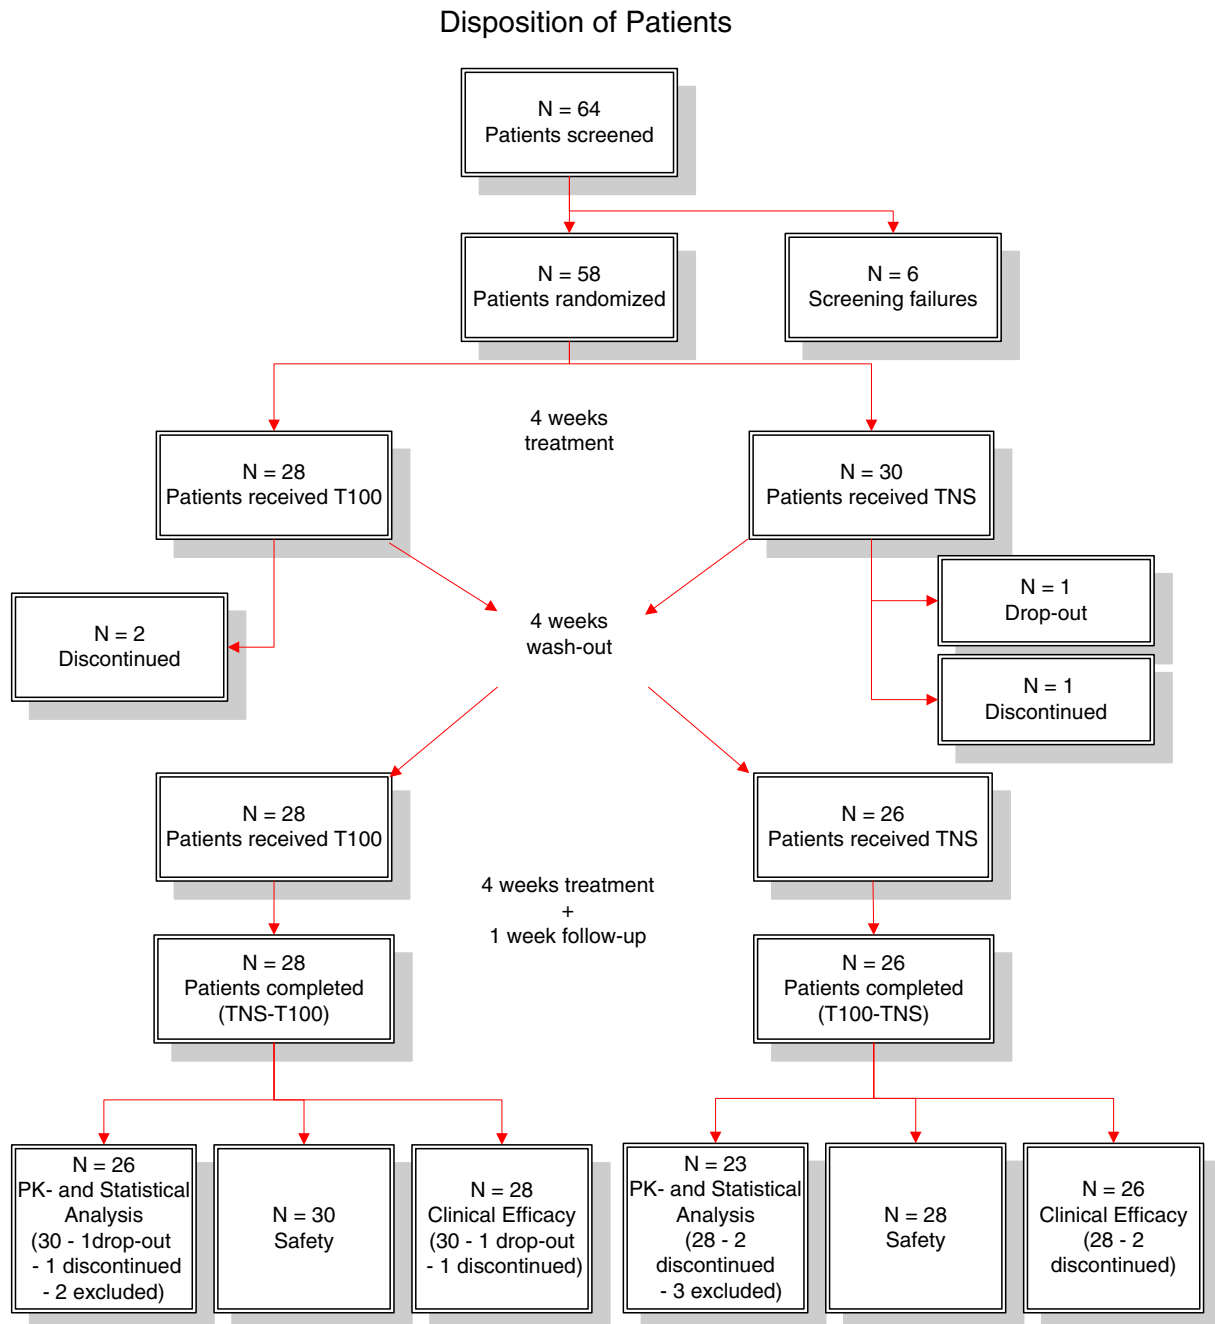 Disposition of Patients
N = 64
Patients screened
N = 58
Patients randomized
N = 6
Screening failures
4 weeks
treatment
N = 28
Patients received T100
N = 30
Patients received TNS
N = 2
Discontinued
4 weeks
wash-out
N = 1
Drop-out
N = 1
Discontinued
N = 28
Patients received T100
N = 26
Patients received TNS
4 weeks treatment
+
1 week follow-up
N = 28
Patients completed
(TNS-T100)
N = 26
Patients completed
(T100-TNS)
N = 26
PK- and Statistical
Analysis
(30 - 1drop-out
- 1 discontinued
- 2 excluded)
N = 30
Safety
N = 28
Clinical Efficacy
(30 - 1 drop-out
- 1 discontinued)
N = 23
PK- and Statistical
Analysis
(28 - 2
discontinued
- 3 excluded)
N = 28
Safety
N = 26
Clinical Efficacy
(28 - 2
discontinued)